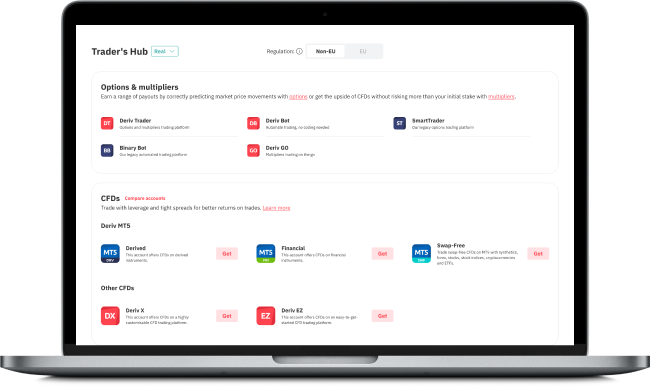 Trader's Hub Real
Regulation: Non-EU EU
Options & multipliers
Earn a range of payouts by correctly predicting market price movements with options or get the upside of CFDs without risking more than your initial stake with multipliers.
DT Deriv Trader
Options and multipliers trading platform
DB Deriv Bot
Automate trading, no coding needed
ST SmartTrader
Our legacy options trading platform
BB Binary Bot
Our legacy automated trading platform
GO Deriv GO
Multipliers trading on the go
CFDs Compare accounts
Trade with leverage and tight spreads for better returns on trades. Learn more
Deriv MT5
MT5
Derived
This account offers CFDs on derived
instruments.
Get
MT5
Financial
This account offers CFDs on financial
instruments.
Get
MT5
Swap-Free
Trade swap-free CFDs on MT5 with synthetics,
forex, stocks, stock indices, cryptocurrencies
and ETFs.
Get
Other CFDs
DX
Deriv X
This account offers CFDs on a highly
customisable CFD trading platform.
Get
EZ
Deriv EZ
This account offers CFDs on an easy-to-get-
started CFD trading platform.
Get